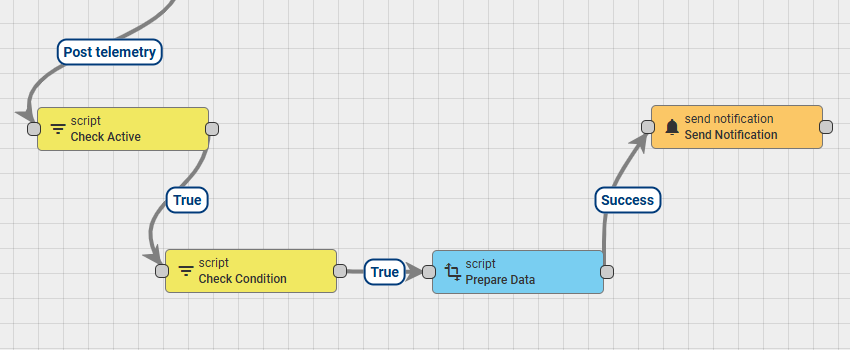 Post telemetry
script
Check Active
True
script
Check Condition
True
script
Prepare Data
Success
send notification
Send Notification